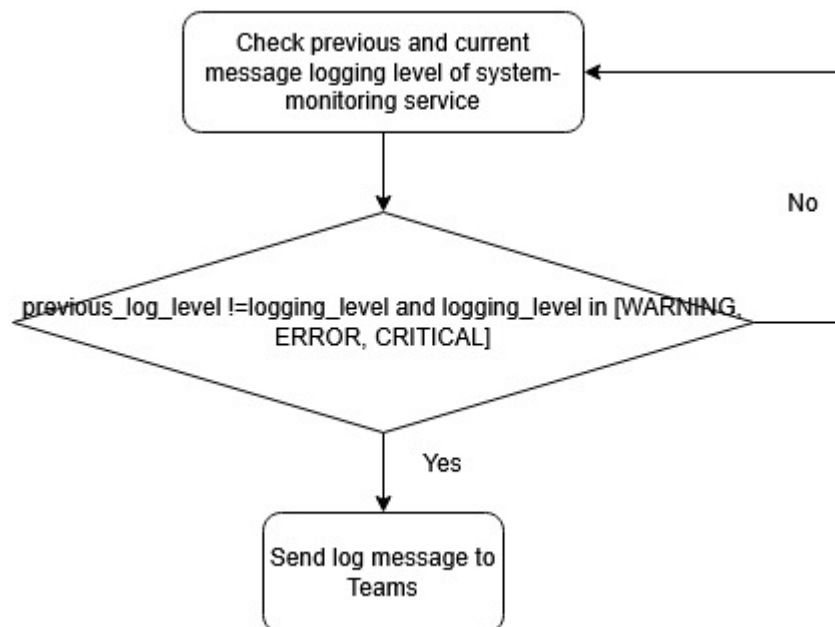 Check previous and current
message logging level of system-
monitoring service
No
previous_log_level !=logging_level and logging_level in [WARNING,
ERROR, CRITICAL]
Yes
Send log message to
Teams